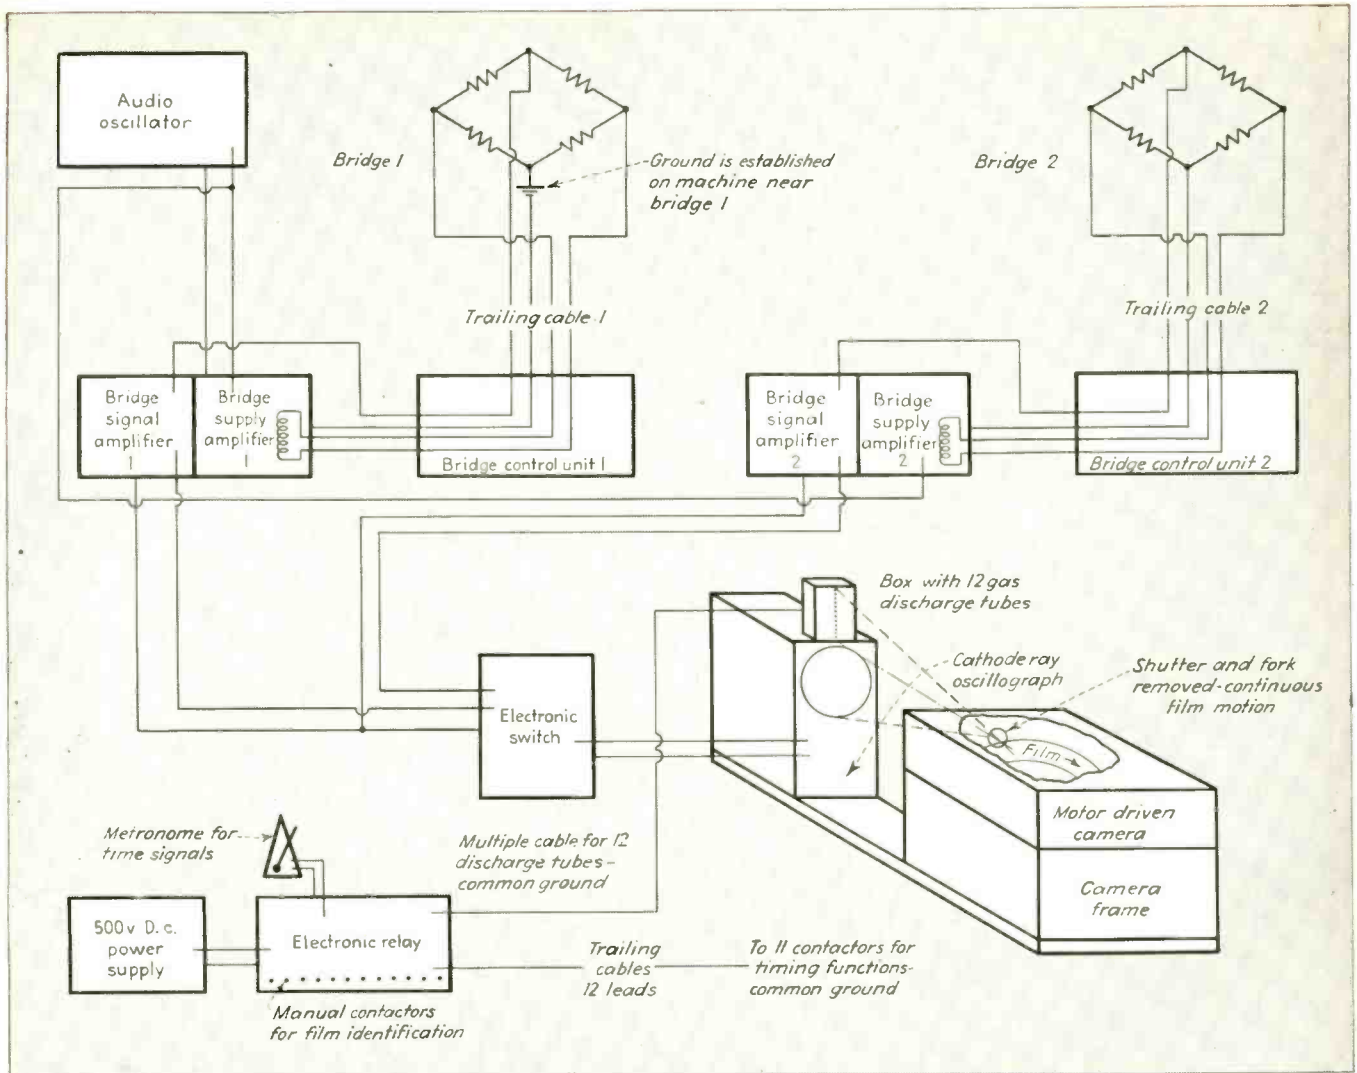 Audio
oscillator
Bridge 1
Ground is established
on machine near
bridge 1
Bridge 2
Trailing cable 1
Trailing cable 2
Bridge
signal
amplifier
1
Bridge
supply
amplifier
1
Bridge control unit 1
Bridge
signal
amplifier
2
Bridge
supply
amplifier
2
Bridge control unit 2
Box with 12 gas
discharge tubes
Cathode ray
oscillograph
Shutter and fork
removed-continuous
film motion
Film
Electronic
switch
Motor driven
camera
Camera
frame
Metronome for
time signals
Multiple cable for 12
discharge tubes-
common ground
500v D.c.
power
supply
Electronic relay
Trailing
cables
12 leads
To 11 contactors for
timing functions-
common ground
Manual contactors
for film identification